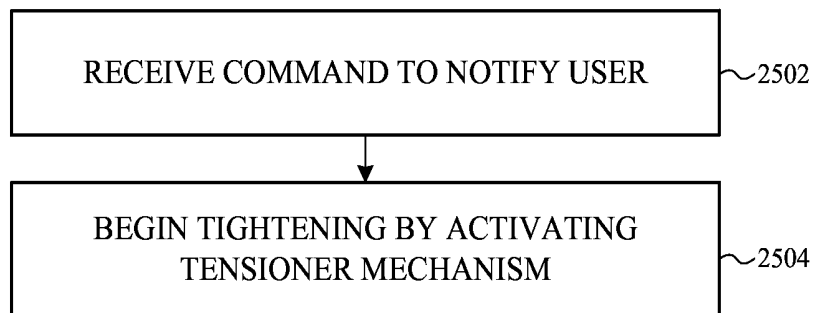 RECEIVE COMMAND TO NOTIFY USER
2502
BEGIN TIGHTENING BY ACTIVATING
TENSIONER MECHANISM
2504